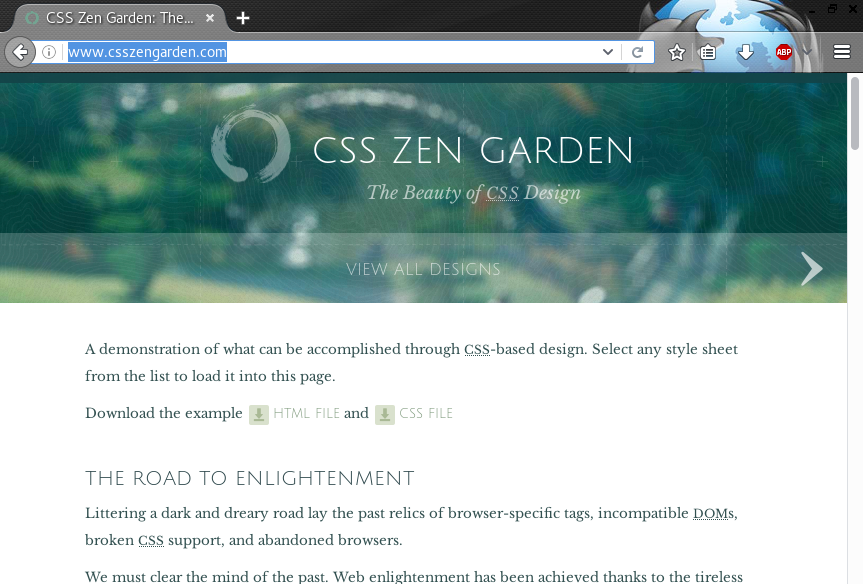 CSS Zen Garden: The...
www.csszengarden.com
ABP
CSS ZEN GARDEN
The Beauty of CSS Design
VIEW ALL DESIGNS
A demonstration of what can be accomplished through CSS-based design. Select any style sheet
from the list to load it into this page.
Download the example HTML FILE and CSS FILE
THE ROAD TO ENLIGHTENMENT
Littering a dark and dreary road lay the past relics of browser-specific tags, incompatible DOMs,
broken CSS support, and abandoned browsers.
We must clear the mind of the past. Web enlightenment has been achieved thanks to the tireless